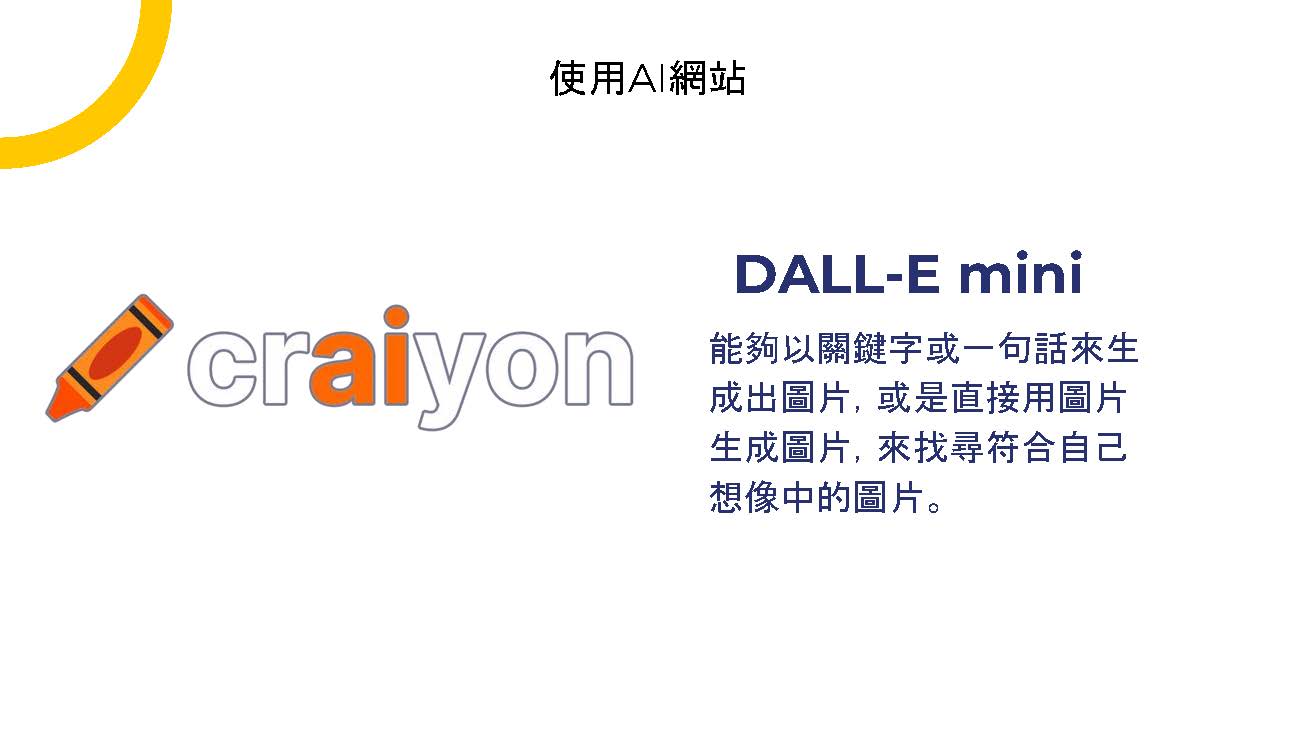 使用AI網站
craiyon
DALL-E mini
能夠以關鍵字或一句話來生
成出圖片, 或是直接用圖片
生成圖片, 來找尋符合自己
想像中的圖片。